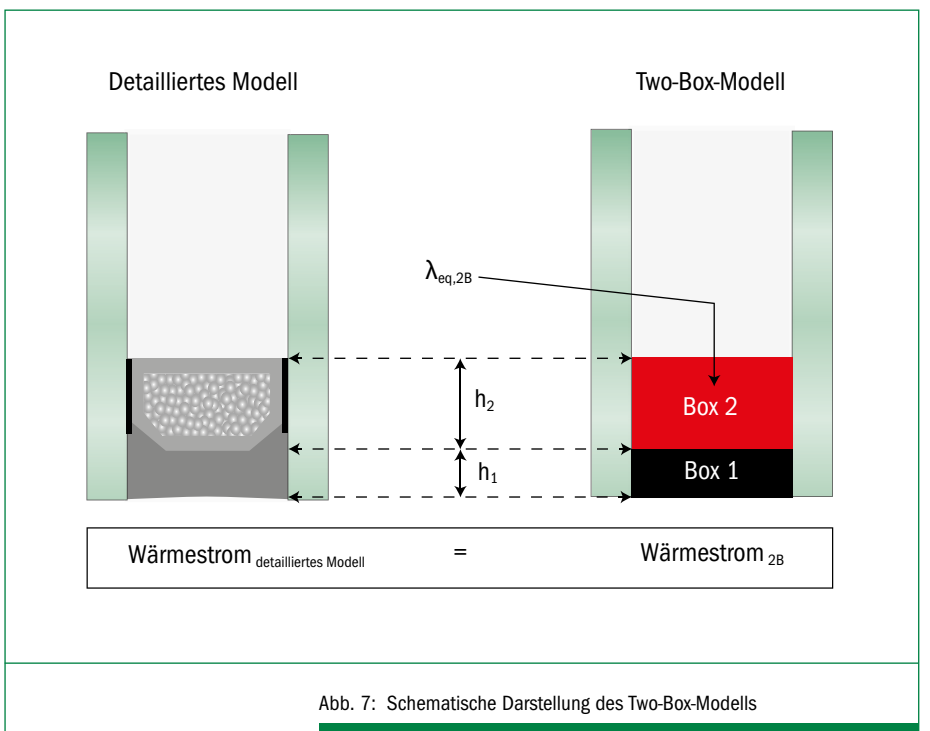 Detailliertes Modell
Two-Box-Modell
λeq,2B
h2
Box 2
h1
Box 1
Wärmestrom detailliertes Modell = Wärmestrom 2B
Abb. 7: Schematische Darstellung des Two-Box-Modells